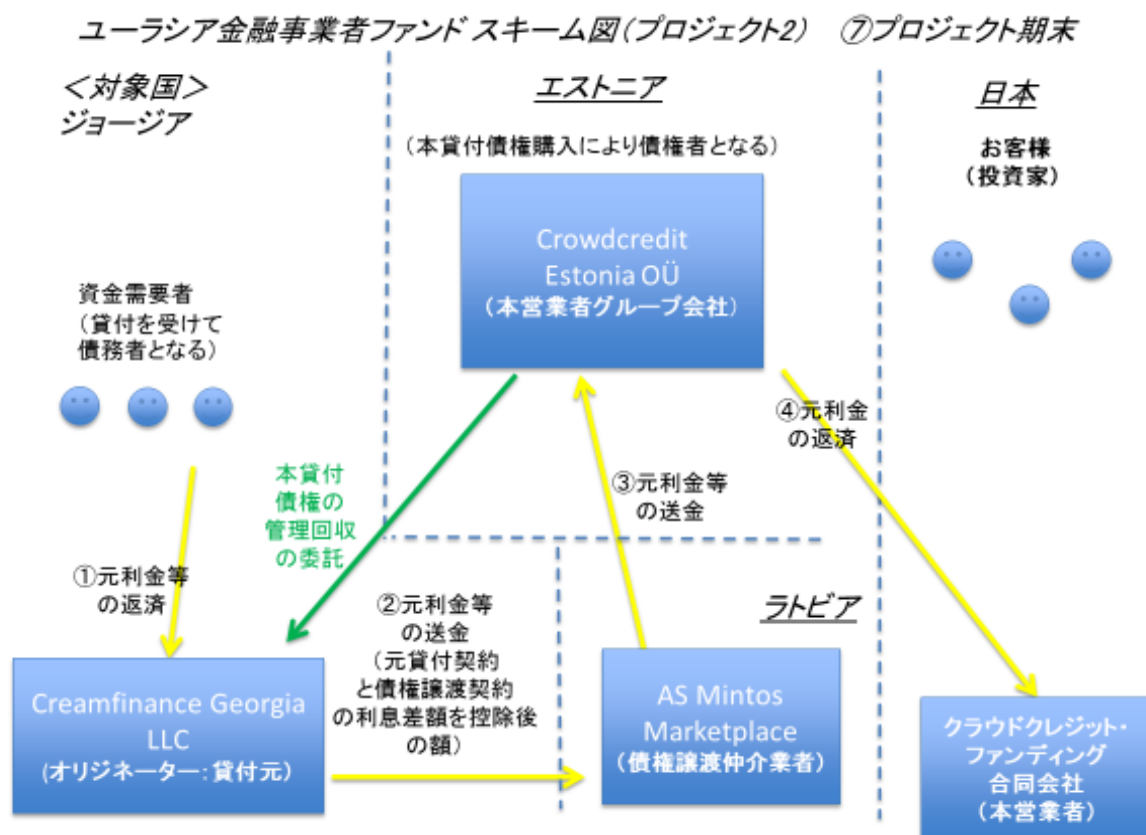 ユーラシア金融事業者ファンド スキーム図(プロジェクト2) ⑦プロジェクト期末
<対象国>
ジョージア
エストニア
日本
(本貸付債権購入により債権者となる)
お客様
(投資家)
Crowdcredit
Estonia OÜ
(本営業者グループ会社)
資金需要者
(貸付を受けて
債務者となる)
④元利金
の返済
本貸付
債権の
管理回収
の委託
③元利金等
の送金
①元利金等
の返済
②元利金等
の送金
(元貸付契約
と債権譲渡契約
の利息差額を控除後
の額)
ラトビア
Creamfinance Georgia
LLC
(オリジネーター:貸付元)
AS Mintos
Marketplace
(債権譲渡仲介業者)
クラウドクレジット・
ファンディング
合同会社
(本営業者)